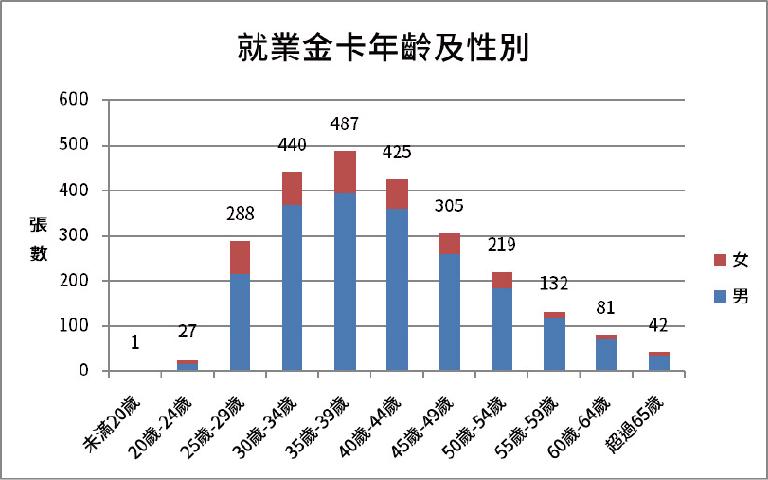 就業金卡年齡及性別
600
500
400
300
200
100
0
張
數
1
27
288
440
487
425
305
219
132
81
42
未滿20歲
20歲-24歲
25歲-29歲
30歲-34歲
35歲-39歲
40歲-44歲
45歲-49歲
50歲-54歲
55歲-59歲
60歲-64歲
超過65歲
女
男